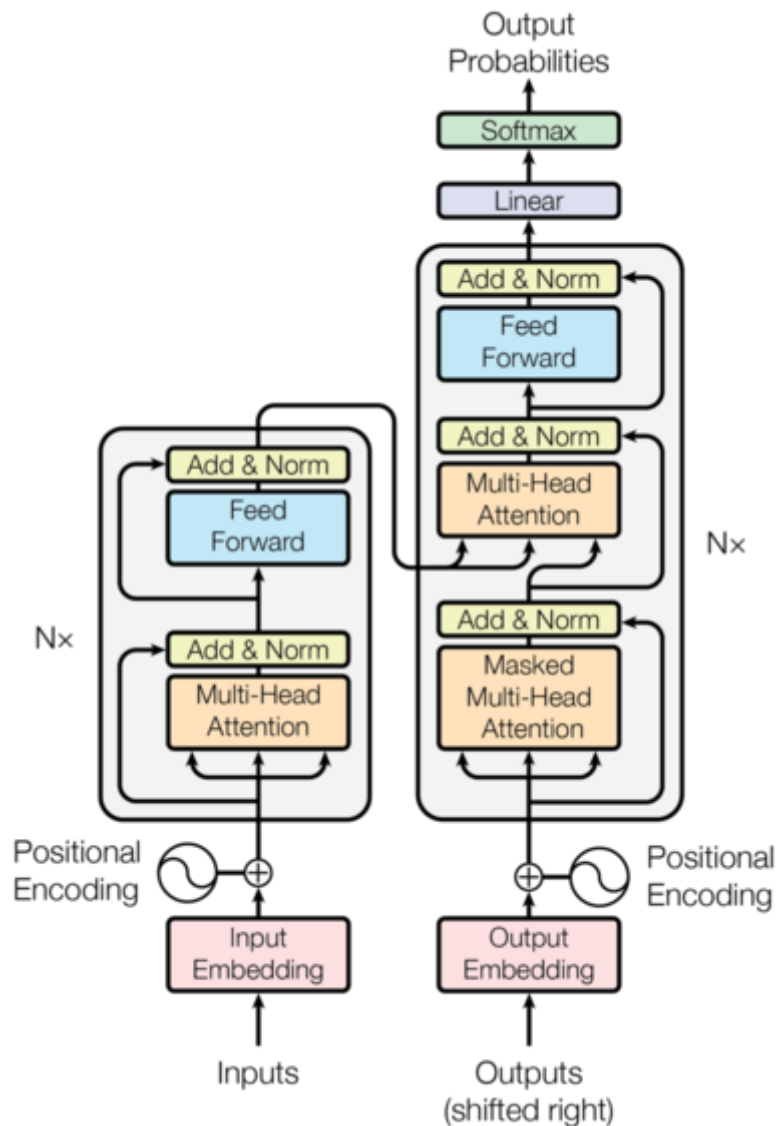 Output
Probabilities
Softmax
Linear
Add & Norm
Feed
Forward
Add & Norm
Multi-Head
Attention
Add & Norm
Masked
Multi-Head
Attention
Nx
Add & Norm
Feed
Forward
Add & Norm
Multi-Head
Attention
Nx
Positional
Encoding
Positional
Encoding
Input
Embedding
Output
Embedding
Inputs
Outputs
(shifted right)